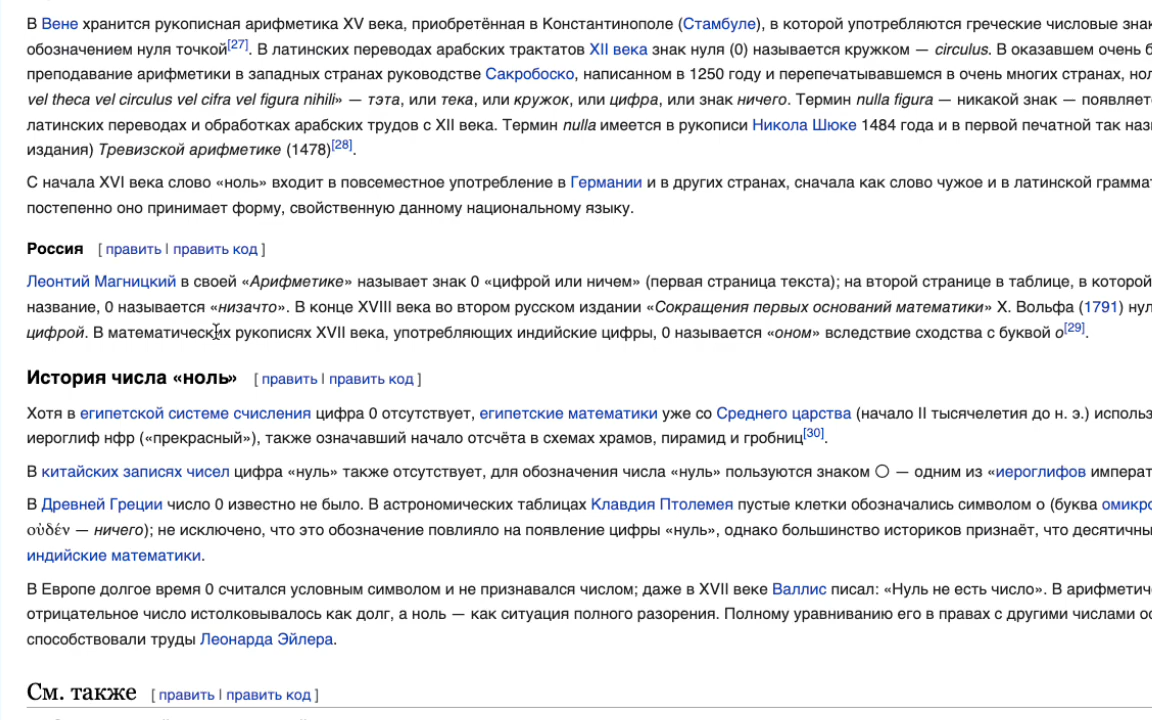 В Вене хранится рукописная арифметика XV века, приобретённая в Константинополе (Стамбуле), в которой употребляются греческие числовые
обозначением нуля точкой[27]. В латинских переводах арабских трактатов XII века знак нуля (0) называется кружком — circulus. В оказавшем очень
преподавание арифметики в западных странах руководстве Сакробоско, написанном в 1250 году и перепечатывавшемся в очень многих странах,
vel theca vel circulus vel cifra vel figura nihili» — тэта, или тека, или кружок, или цифра, или знак ничего. Термин nulla figura — никакой знак —
латинских переводах и обработках арабских трудов с XII века. Термин nulla имеется в рукописи Никола Шюке 1484 года и в первой печатной так
издания) Тревизской арифметике (1478)[28].
С начала XVI века слово «ноль» входит в повсеместное употребление в Германии и в других странах, сначала как слово чужое и в латинской
постепенно оно принимает форму, свойственную данному национальному языку.
Россия [ править | править код ]
Леонтий Магницкий в своей «Арифметике» называет знак 0 «цифрой или ничем» (первая страница текста); на второй странице в таблице, в которой
название, 0 называется «низачто». В конце XVIII века во втором русском издании «Сокращения первых оснований математики» Х. Вольфа (1791)
цифрой. В математических рукописях XVII века, употребляющих индийские цифры, 0 называется «оном» вследствие сходства с буквой о[29].
История числа «ноль» [ править | править код ]
Хотя в египетской системе счисления цифра 0 отсутствует, египетские математики уже со Среднего царства (начало II тысячелетия до н. э.)
иероглиф нфр («прекрасный»), также означавший начало отсчёта в схемах храмов, пирамид и гробниц[30].
В китайских записях чисел цифра «нуль» также отсутствует, для обозначения числа «нуль» пользуются знаком 〇 — одним из «иероглифов
В Древней Греции число 0 известно не было. В астрономических таблицах Клавдия Птолемея пустые клетки обозначались символом ο (буква
οὐδέν — ничего); не исключено, что это обозначение повлияло на появление цифры «нуль», однако большинство историков признаёт, что
индийские математики.
В Европе долгое время 0 считался условным символом и не признавался числом; даже в XVII веке Валлис писал: «Нуль не есть число». В
отрицательное число истолковывалось как долг, а ноль — как ситуация полного разорения. Полному уравниванию его в правах с другими числами
способствовали труды Леонарда Эйлера.
См. также [ править | править код ]